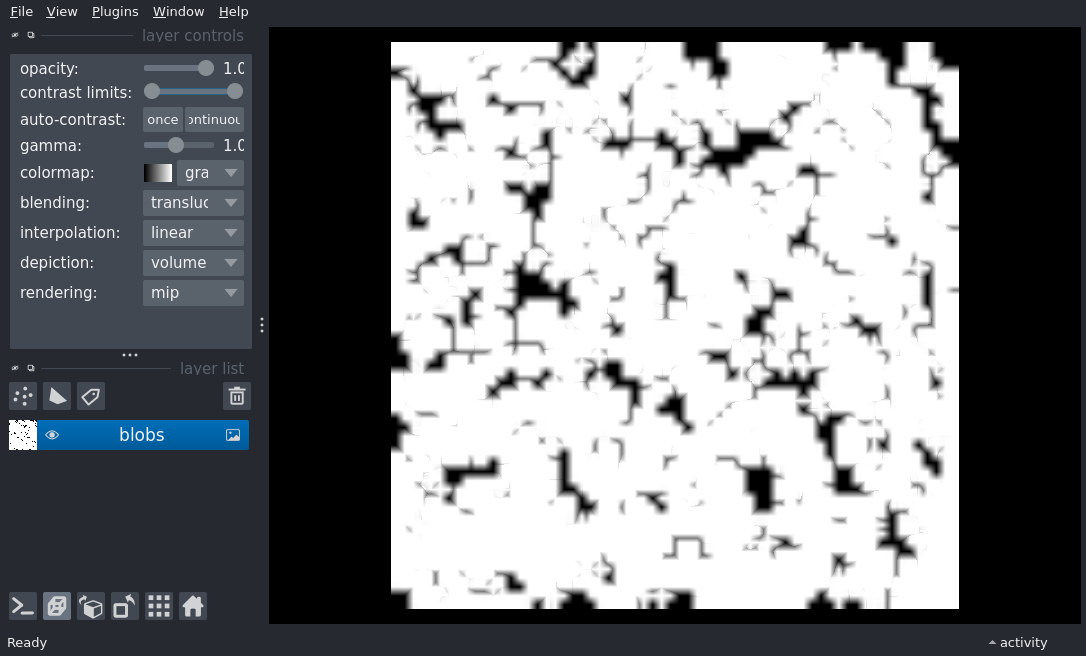 File View Plugins Window Help
layer controls
opacity: 1.0
contrast limits:
auto-contrast: once ontinuou
gamma: 1.0
colormap: gra
blending: transluc
interpolation: linear
depiction: volume
rendering: mip
layer list
blobs
Ready
activity